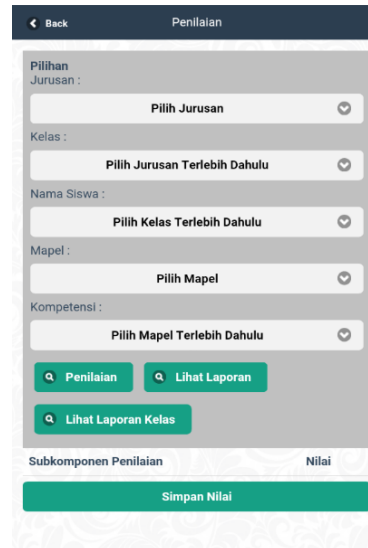 Back
Penilaian
Pilihan
Jurusan :
Pilih Jurusan
Kelas :
Pilih Jurusan Terlebih Dahulu
Nama Siswa :
Pilih Kelas Terlebih Dahulu
Mapel :
Pilih Mapel
Kompetensi :
Pilih Mapel Terlebih Dahulu
Penilaian
Lihat Laporan
Lihat Laporan Kelas
Subkomponen Penilaian Nilai
Simpan Nilai